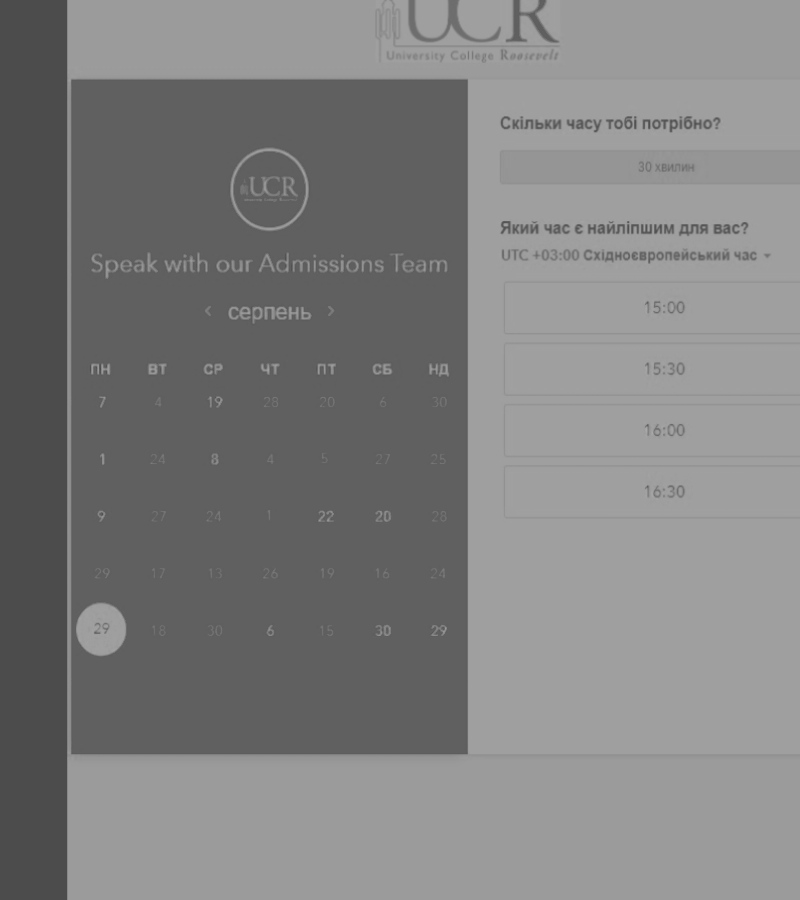 UCR
University College Roosevelt
UCR
Speak with our Admissions Team
серпень
ПН ВТ СР ЧТ ПТ СБ НД
7 4 19 28 20 6 30
1 24 8 4 5 27 25
9 27 24 1 22 20 28
29 17 13 26 19 16 24
29 18 30 6 15 30 29
Скільки часу тобі потрібно?
30 хвилин
Який час є найліпшим для вас?
UTC +03:00 Східноєвропейський час
15:00
15:30
16:00
16:30